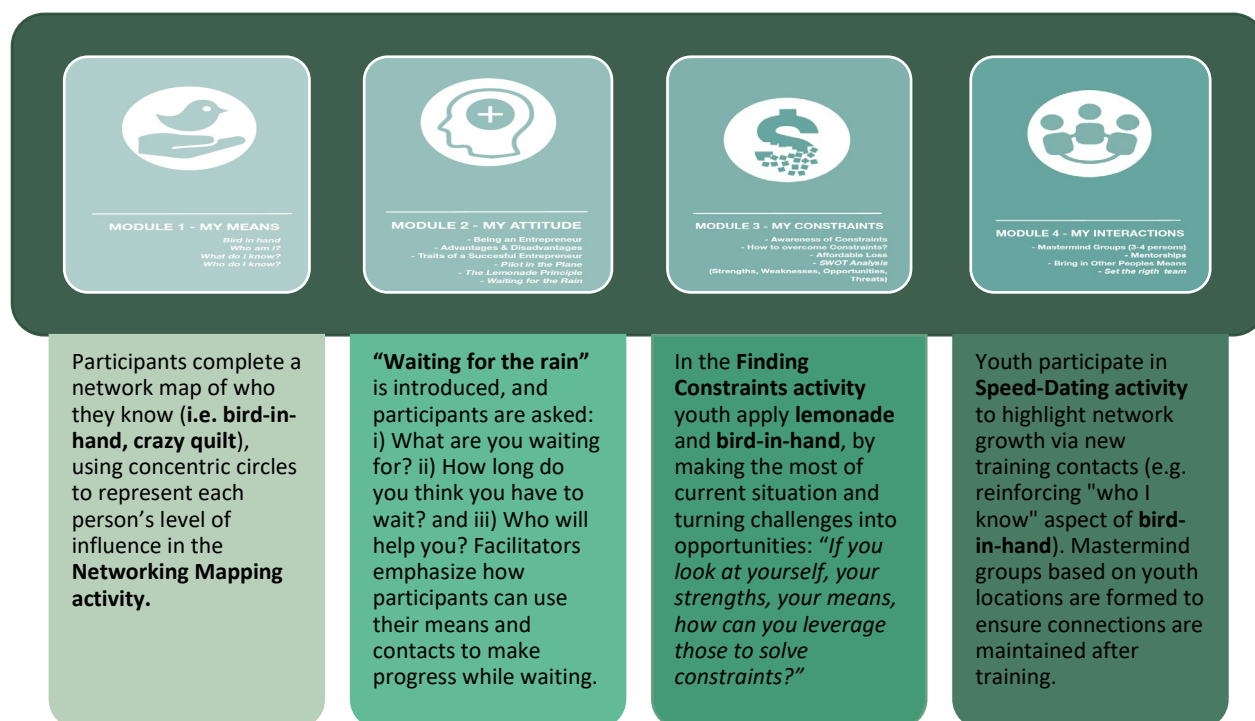 MODULE 1 - MY MEANS
Bird in hand
Who am i?
What do i know?
Who do i know?
MODULE 2 - MY ATTITUDE
- Being an Entrepreneur
- Advantages & Disadvantages
- Traits of a Succesful Entrepreneur
- Pilot in the Plane
- The Lemonade Principle
- Waiting for the Rain
MODULE 3 - MY CONSTRAINTS
- Awareness of Constraints
- How to overcome Constraints?
- Affordable Loss
- SWOT Analysis
(Strengths, Weaknesses, Opportunities,
Threats)
MODULE 4 - MY INTERACTIONS
- Mastermind Groups (3-4 persons)
- Mentorships
- Bring in Other Peoples Means
- Set the rigth team
Participants complete a
network map of who
they know (i.e. bird-in-
hand, crazy quilt),
using concentric circles
to represent each
person’s level of
influence in the
Networking Mapping
activity.
“Waiting for the rain”
is introduced, and
participants are asked:
i) What are you waiting
for? ii) How long do
you think you have to
wait? and iii) Who will
help you? Facilitators
emphasize how
participants can use
their means and
contacts to make
progress while waiting.
In the Finding
Constraints activity
youth apply lemonade
and bird-in-hand, by
making the most of
current situation and
turning challenges into
opportunities: “If you
look at yourself, your
strengths, your means,
how can you leverage
those to solve
constraints?”
Youth participate in
Speed-Dating activity
to highlight network
growth via new
training contacts (e.g.
reinforcing "who I
know" aspect of bird-
in-hand). Mastermind
groups based on youth
locations are formed to
ensure connections are
maintained after
training.